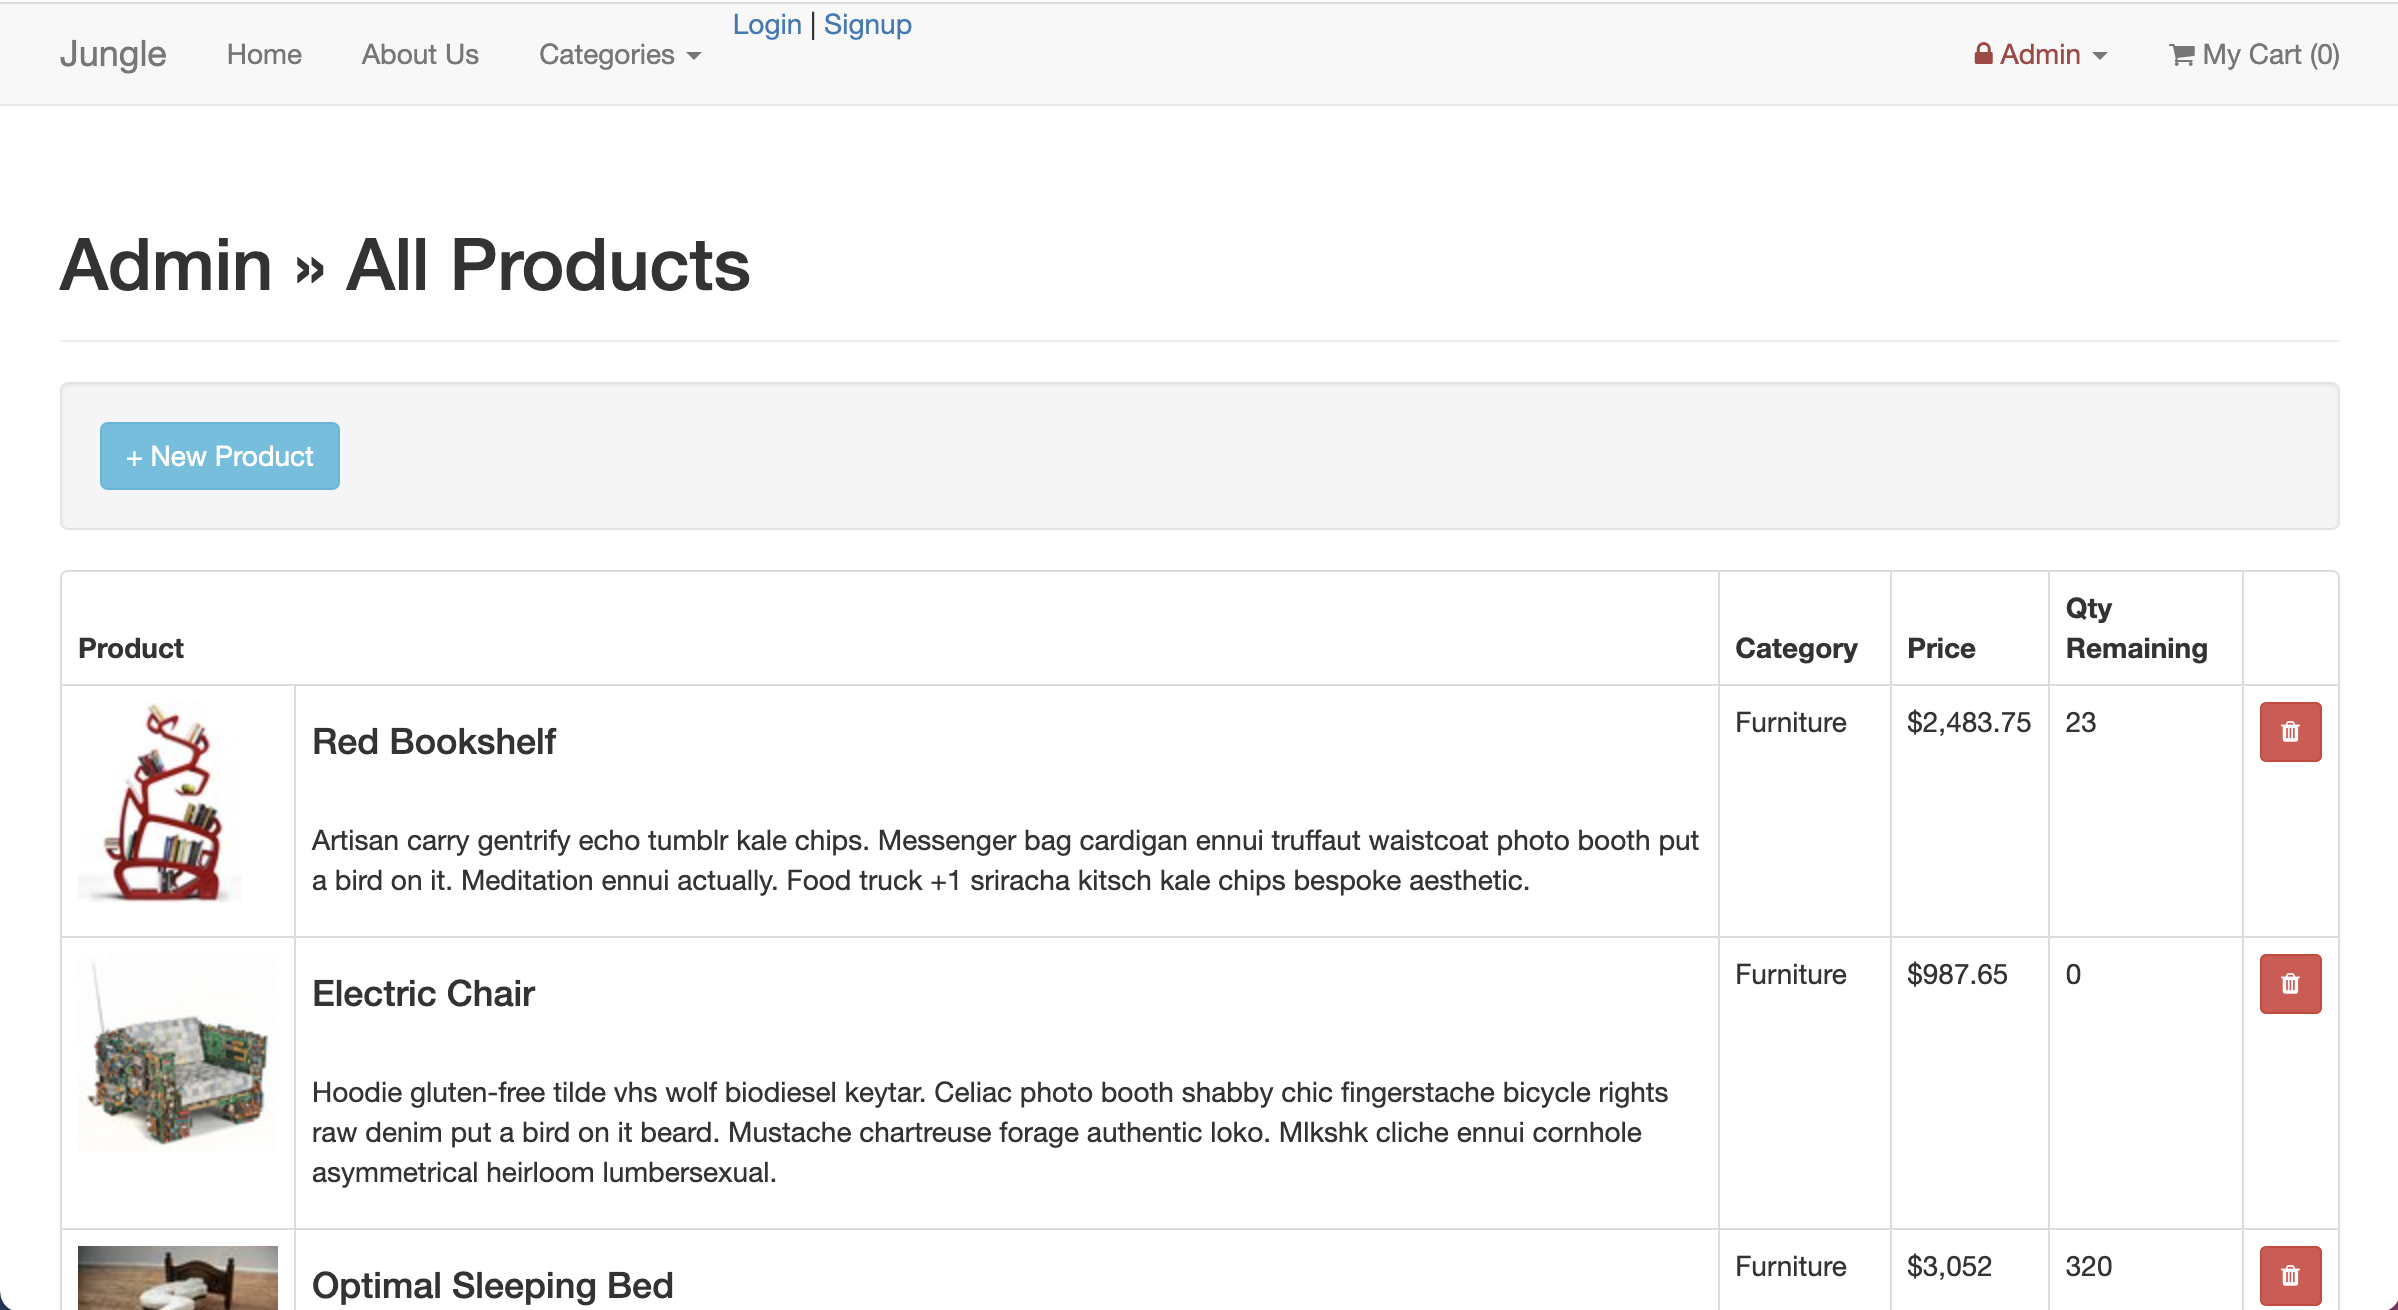 Login | Signup
Jungle Home About Us Categories Admin My Cart (0)
Admin » All Products
+ New Product
Product Category Price Qty Remaining
Red Bookshelf Furniture $2,483.75 23
Artisan carry gentrify echo tumblr kale chips. Messenger bag cardigan ennui truffaut waistcoat photo booth put
a bird on it. Meditation ennui actually. Food truck +1 sriracha kitsch kale chips bespoke aesthetic.
Electric Chair Furniture $987.65 0
Hoodie gluten-free tilde vhs wolf biodiesel keytar. Celiac photo booth shabby chic fingerstache bicycle rights
raw denim put a bird on it beard. Mustache chartreuse forage authentic loko. Mlkshk cliche ennui cornhole
asymmetrical heirloom lumbersexual.
Optimal Sleeping Bed Furniture $3,052 320